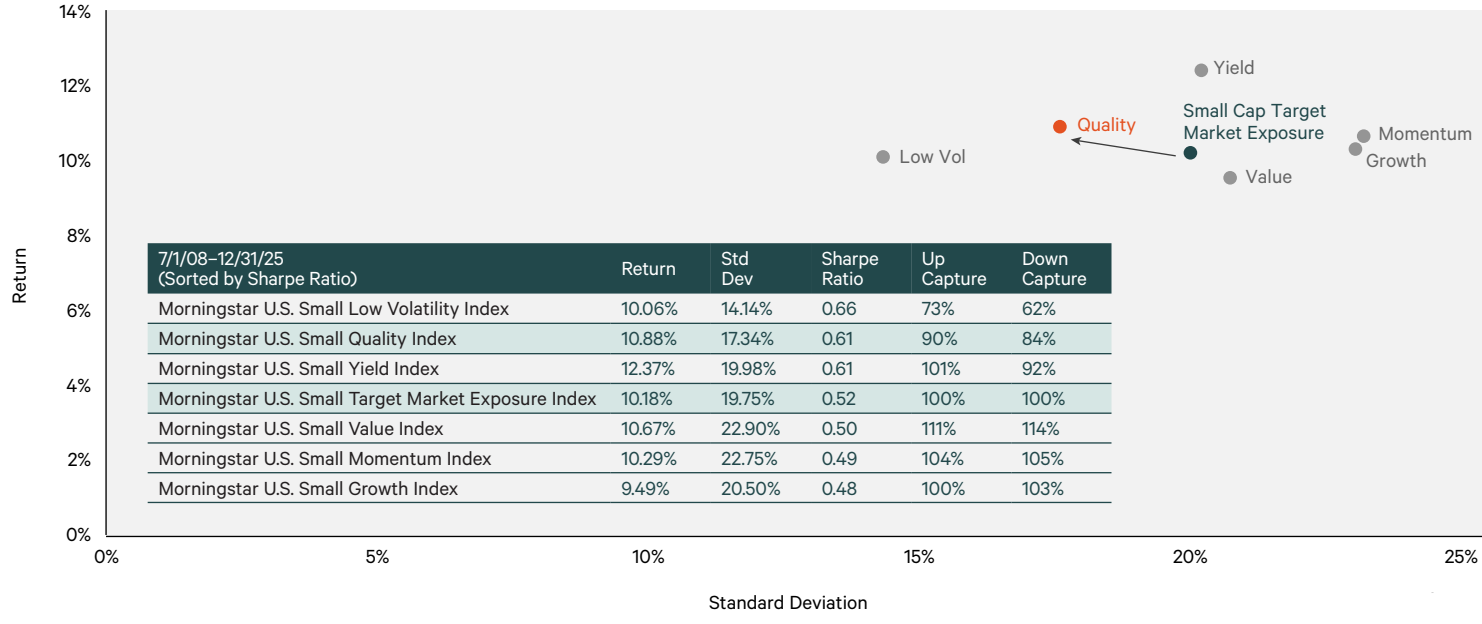 14%
12%
10%
8%
6%
4%
2%
0%
Return
Yield
Small Cap Target
Market Exposure
Quality
Momentum
Growth
Low Vol
Value
7/1/08–12/31/25
(Sorted by Sharpe Ratio) Return Std Dev Sharpe Ratio Up Capture Down Capture
Morningstar U.S. Small Low Volatility Index 10.06% 14.14% 0.66 73% 62%
Morningstar U.S. Small Quality Index 10.88% 17.34% 0.61 90% 84%
Morningstar U.S. Small Yield Index 12.37% 19.98% 0.61 101% 92%
Morningstar U.S. Small Target Market Exposure Index 10.18% 19.75% 0.52 100% 100%
Morningstar U.S. Small Value Index 10.67% 22.90% 0.50 111% 114%
Morningstar U.S. Small Momentum Index 10.29% 22.75% 0.49 104% 105%
Morningstar U.S. Small Growth Index 9.49% 20.50% 0.48 100% 103%
0% 5% 10% 15% 20% 25%
Standard Deviation